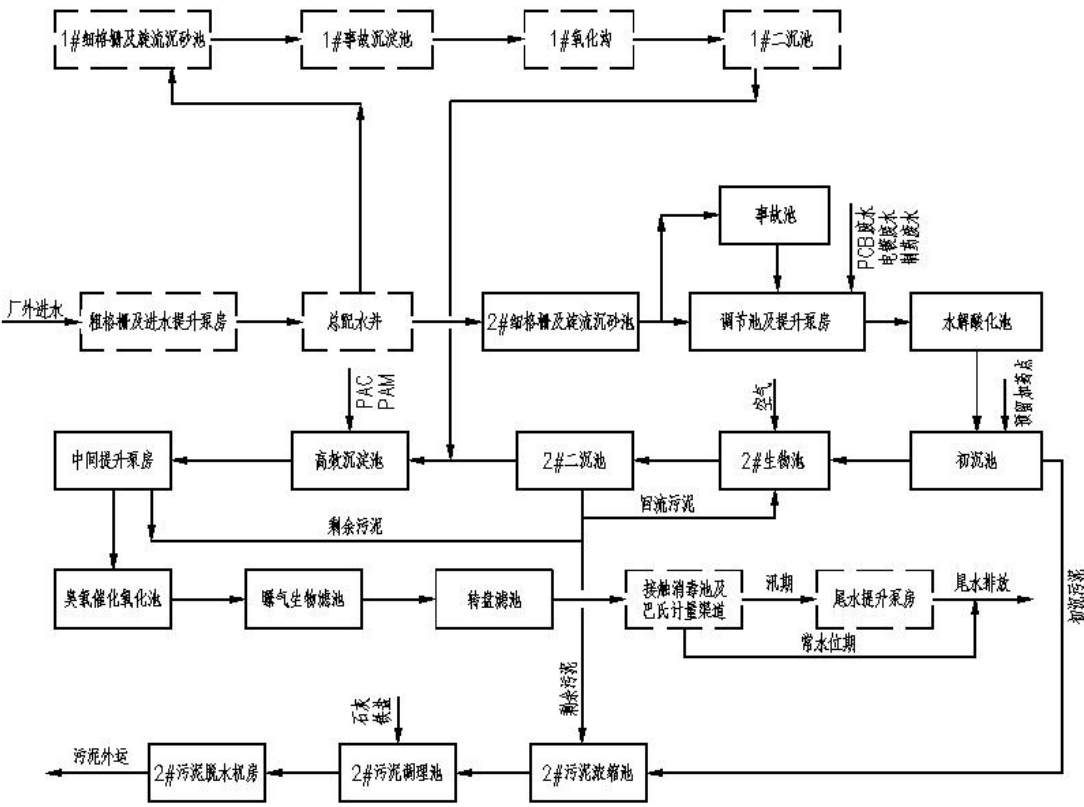 1#细格栅及旋流沉砂池
1#事故沉淀池
1#氧化沟
1#二沉池
事故池
PCB废水
电镀废水
制药废水
厂外进水
粗格栅及进水提升泵房
总配水井
2#细格栅及旋流沉砂池
调节池及提升泵房
水解酸化池
PAC
PAM
空气
预留加药点
中间提升泵房
高效沉淀池
2#二沉池
2#生物池
初沉池
回流污泥
剩余污泥
初沉污泥
臭氧催化氧化池
曝气生物滤池
转盘滤池
接触消毒池及
巴氏计量渠道
汛期
尾水提升泵房
尾水排放
常水位期
剩余污泥
石灰
铁盐
污泥外运
2#污泥脱水机房
2#污泥调理池
2#污泥浓缩池